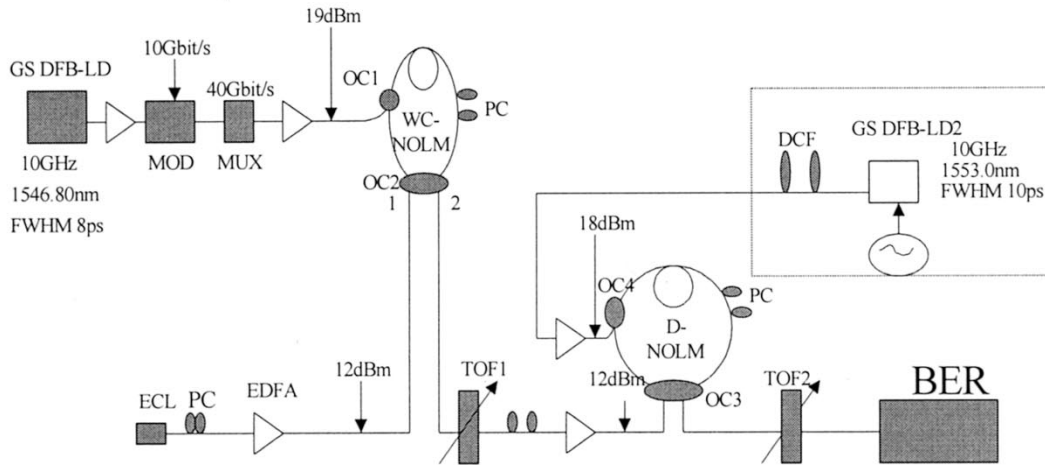 19dBm
10Gbit/s
GS DFB-LD
40Gbit/s
OC1
WC-
NOLM
PC
10GHz
1546.80nm
FWHM 8ps
MOD
MUX
OC2
1
2
DCF
GS DFB-LD2
10GHz
1553.0nm
FWHM 10ps
18dBm
OC4
PC
D-
NOLM
ECL
PC
EDFA
12dBm
TOF1
12dBm
OC3
TOF2
BER